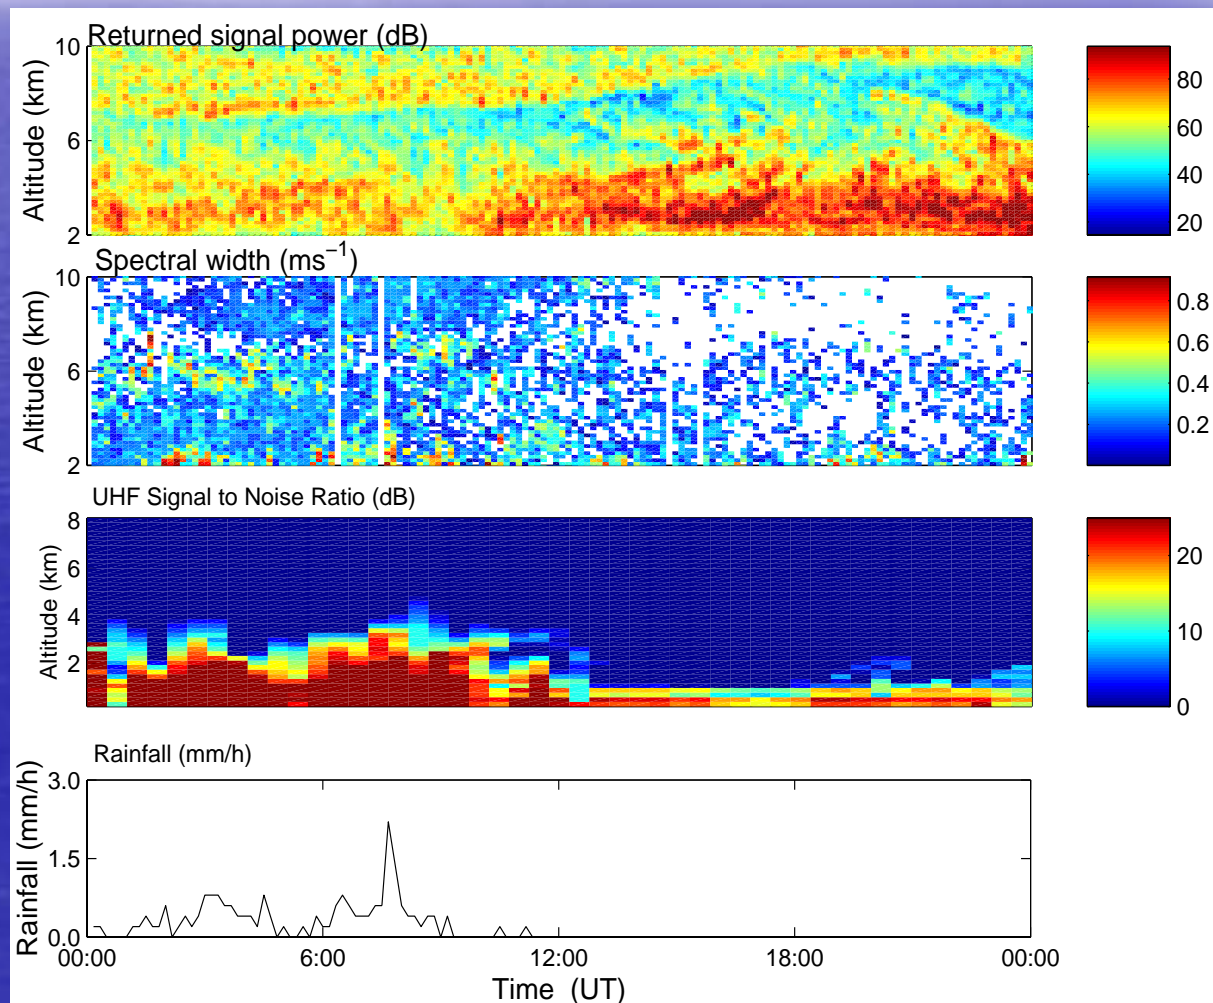 Returned signal power (dB)
10
6
2
Altitude (km)
80
60
40
20
Spectral width (ms⁻¹)
10
6
2
Altitude (km)
0.8
0.6
0.4
0.2
UHF Signal to Noise Ratio (dB)
8
6
4
2
Altitude (km)
20
10
0
Rainfall (mm/h)
3.0
1.5
0.0
Rainfall (mm/h)
00:00 6:00 12:00 18:00 00:00
Time (UT)